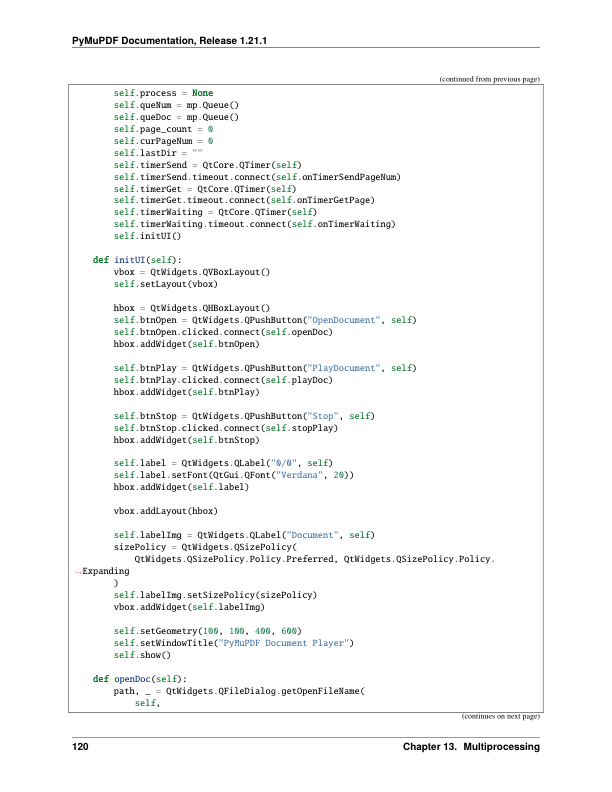 PyMuPDF Documentation, Release 1.21.1
(continued from previous page)
self.process = None
self.queNum = mp.Queue()
self.queDoc = mp.Queue()
self.page_count = 0
self.curPageNum = 0
self.lastDir = ""
self.timerSend = QtCore.QTimer(self)
self.timerSend.timeout.connect(self.onTimerSendPageNum)
self.timerGet = QtCore.QTimer(self)
self.timerGet.timeout.connect(self.onTimerGetPage)
self.timerWaiting = QtCore.QTimer(self)
self.timerWaiting.timeout.connect(self.onTimerWaiting)
self.initUI()
def initUI(self):
vbox = QtWidgets.QVBoxLayout()
self.setLayout(vbox)
hbox = QtWidgets.QHBoxLayout()
self.btnOpen = QtWidgets.QPushButton("OpenDocument", self)
self.btnOpen.clicked.connect(self.openDoc)
hbox.addWidget(self.btnOpen)
self.btnPlay = QtWidgets.QPushButton("PlayDocument", self)
self.btnPlay.clicked.connect(self.playDoc)
hbox.addWidget(self.btnPlay)
self.btnStop = QtWidgets.QPushButton("Stop", self)
self.btnStop.clicked.connect(self.stopPlay)
hbox.addWidget(self.btnStop)
self.label = QtWidgets.QLabel("0/0", self)
self.label.setFont(QtGui.QFont("Verdana", 20))
hbox.addWidget(self.label)
vbox.addLayout(hbox)
self.labelImg = QtWidgets.QLabel("Document", self)
sizePolicy = QtWidgets.QSizePolicy(
QtWidgets.QSizePolicy.Policy.Preferred, QtWidgets.QSizePolicy.Policy.
→Expanding
)
self.labelImg.setSizePolicy(sizePolicy)
vbox.addWidget(self.labelImg)
self.setGeometry(100, 100, 400, 600)
self.setWindowTitle("PyMuPDF Document Player")
self.show()
def openDoc(self):
path, _ = QtWidgets.QFileDialog.getOpenFileName(
self,
(continues on next page)
120 Chapter 13. Multiprocessing